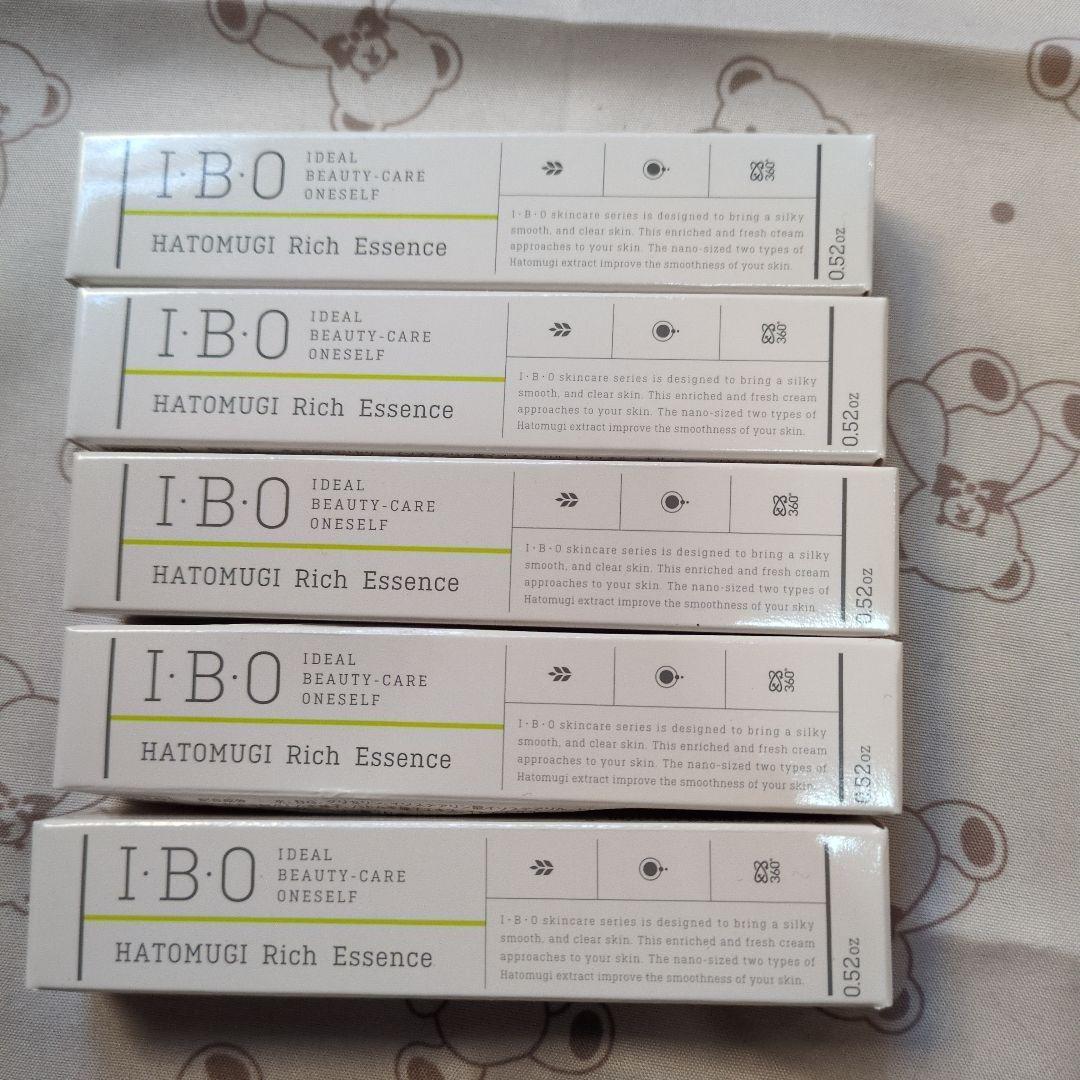 I·B·O
IDEAL
BEAUTY-CARE
ONESELF
HATOMUGI Rich Essence
360°
I·B·O skincare series is designed to bring a silky
smooth, and clear skin. This enriched and fresh cream
approaches to your skin. The nano-sized two types of
Hatomugi extract improve the smoothness of your skin.
0.52oz
I·B·O
IDEAL
BEAUTY-CARE
ONESELF
HATOMUGI Rich Essence
360°
I·B·O skincare series is designed to bring a silky
smooth, and clear skin. This enriched and fresh cream
approaches to your skin. The nano-sized two types of
Hatomugi extract improve the smoothness of your skin.
0.52oz
I·B·O
IDEAL
BEAUTY-CARE
ONESELF
HATOMUGI Rich Essence
360°
I·B·O skincare series is designed to bring a silky
smooth, and clear skin. This enriched and fresh cream
approaches to your skin. The nano-sized two types of
Hatomugi extract improve the smoothness of your skin.
0.52oz
I·B·O
IDEAL
BEAUTY-CARE
ONESELF
HATOMUGI Rich Essence
360°
I·B·O skincare series is designed to bring a silky
smooth, and clear skin. This enriched and fresh cream
approaches to your skin. The nano-sized two types of
Hatomugi extract improve the smoothness of your skin.
0.52oz
I·B·O
IDEAL
BEAUTY-CARE
ONESELF
HATOMUGI Rich Essence
360°
I·B·O skincare series is designed to bring a silky
smooth, and clear skin. This enriched and fresh cream
approaches to your skin. The nano-sized two types of
Hatomugi extract improve the smoothness of your skin.
0.52oz